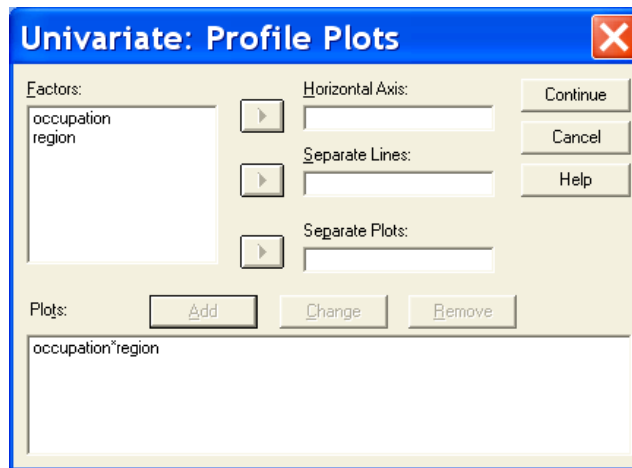 Univariate: Profile Plots
Factors:
occupation
region
Horizontal Axis:
Separate Lines:
Separate Plots:
Continue
Cancel
Help
Plots:
Add
Change
Remove
occupation*region